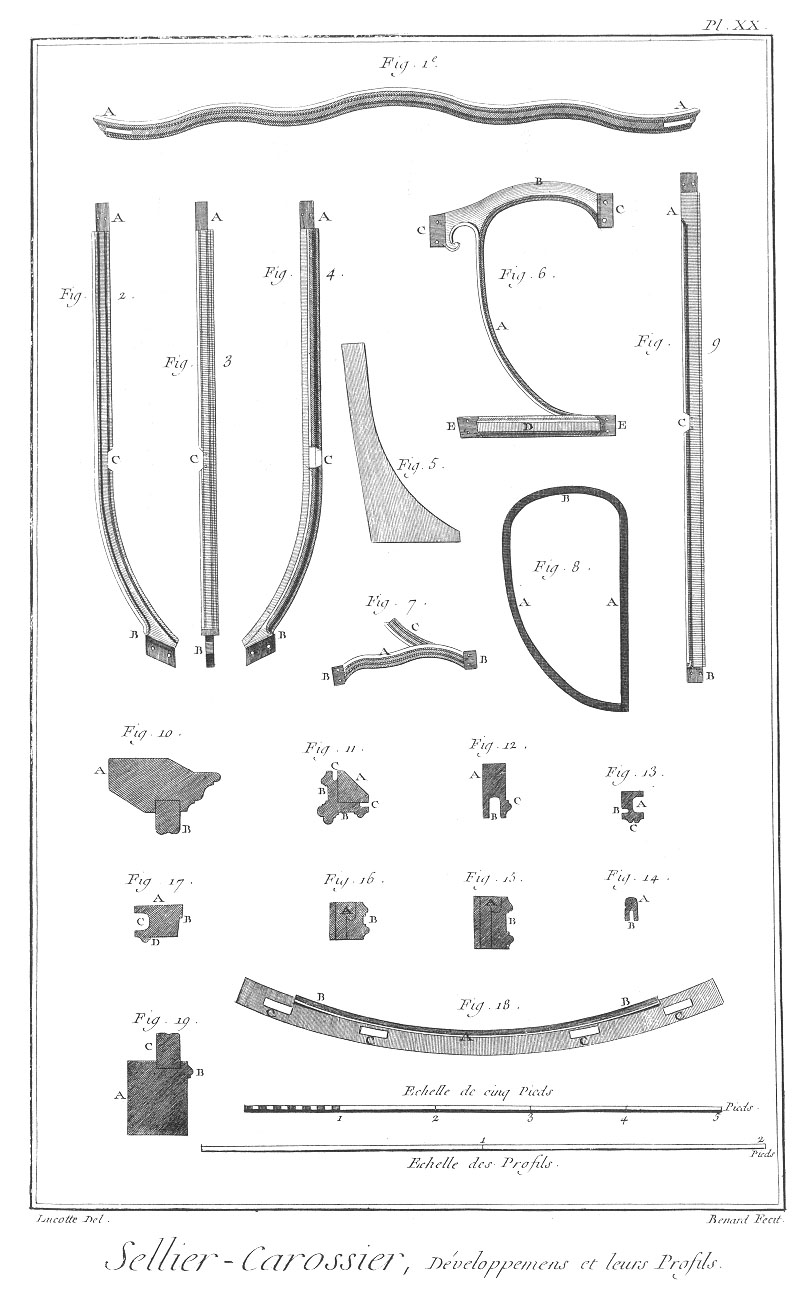 Pl. XX.
Fig. 1e.
A A
B
A A A C C A
Fig. 2. Fig. 4. Fig. 6.
Fig. 3 A Fig. 9
E D E C
C C C Fig. 5.
B
Fig. 8.
A A
Fig. 7.
C
B B A B B B B
Fig. 10. Fig. 11. Fig. 12. Fig. 13.
A B
C A B B C
A B C
B A C
Fig. 17. Fig. 16. Fig. 15. Fig. 14.
A C B D
A B
A B
A B
Fig. 18.
B B
C C A C C
Fig. 19.
C
A B
Echelle de cinq Pieds
1 2 3 4 5 Pieds.
1 2 Pieds
Echelle des Profils.
Lucotte Del. Benard Fecit.
Sellier-Carossier, Développemens et leurs Profils.